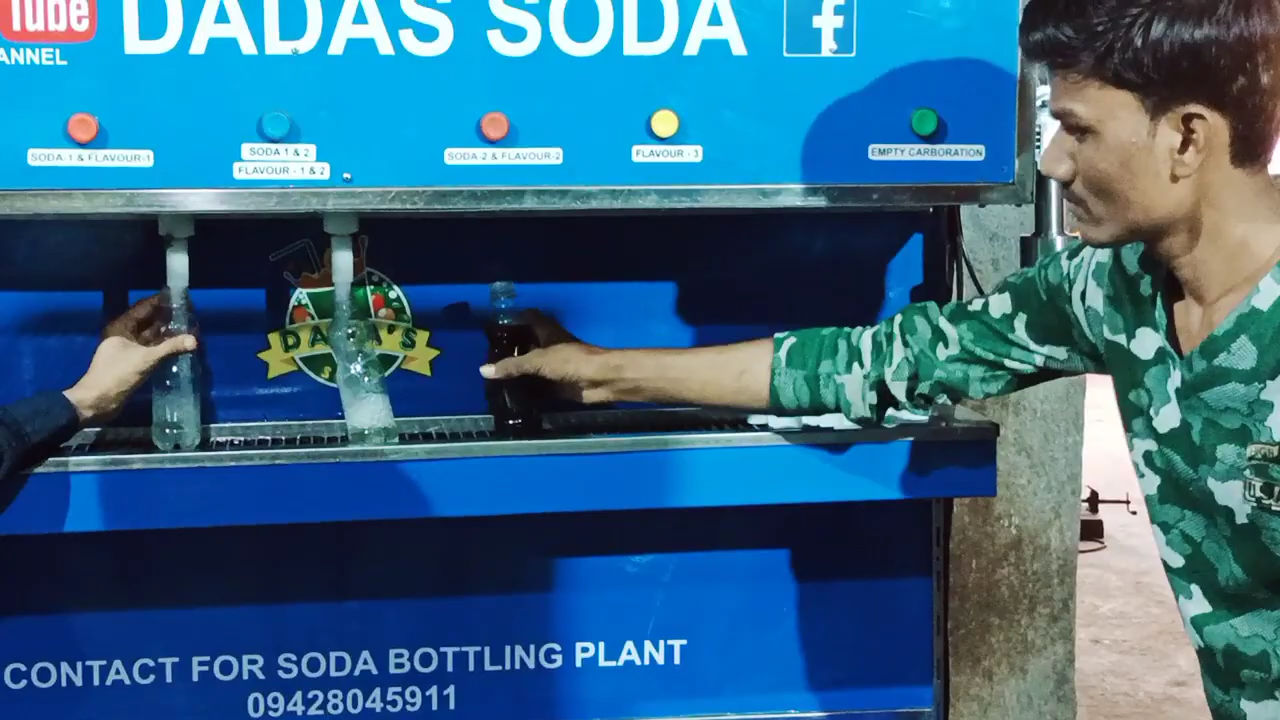 Tube
ANNEL
DADAS SODA
f
SODA-1 & FLAVOUR-1
SODA 1 & 2
FLAVOUR - 1 & 2
SODA-2 & FLAVOUR-2
FLAVOUR - 3
EMPTY CARBORATION
CONTACT FOR SODA BOTTLING PLANT
09428045911